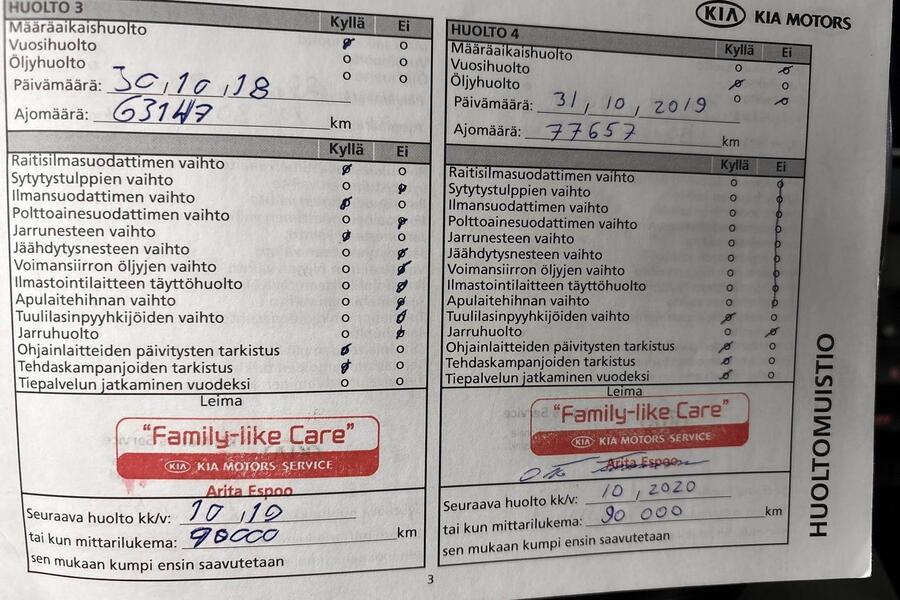 HUOLTO 3
Kyllä Ei
Määräaikaishuolto
Vuosihuolto
Öljyhuolto
Päivämäärä: 30,10,18
Ajomäärä: 63147 km
Kyllä Ei
Raitisilmasuodattimen vaihto
Sytytystulppien vaihto
Ilmansuodattimen vaihto
Polttoainesuodattimen vaihto
Jarrunesteen vaihto
Jäähdytysnesteen vaihto
Voimansiirron öljyjen vaihto
Ilmastointilaitteen täyttöhuolto
Apulaitehihnan vaihto
Tuulilasinpyyhkijöiden vaihto
Jarruhuolto
Ohjainlaitteiden päivitysten tarkistus
Tehdaskampanjoiden tarkistus
Tiepalvelun jatkaminen vuodeksi
Leima
"Family-like Care"
KIA KIA MOTORS SERVICE
Arita Espoo
Seuraava huolto kk/v: 10,19
tai kun mittarilukema: 90000 km
sen mukaan kumpi ensin saavutetaan
KIA KIA MOTORS
HUOLTO 4
Kyllä Ei
Määräaikaishuolto
Vuosihuolto
Öljyhuolto
Päivämäärä: 31, 10, 2019
Ajomäärä: 77657 km
Kyllä Ei
Raitisilmasuodattimen vaihto
Sytytystulppien vaihto
Ilmansuodattimen vaihto
Polttoainesuodattimen vaihto
Jarrunesteen vaihto
Jäähdytysnesteen vaihto
Voimansiirron öljyjen vaihto
Ilmastointilaitteen täyttöhuolto
Apulaitehihnan vaihto
Tuulilasinpyyhkijöiden vaihto
Jarruhuolto
Ohjainlaitteiden päivitysten tarkistus
Tehdaskampanjoiden tarkistus
Tiepalvelun jatkaminen vuodeksi
Leima
"Family-like Care"
KIA KIA MOTORS SERVICE
Arita Espoo
Seuraava huolto kk/v: 10, 2020
tai kun mittarilukema: 90 000 km
sen mukaan kumpi ensin saavutetaan
HUOLTOMUISTIO
3